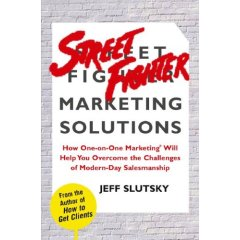 STREET
FIGHTER
MARKETING
SOLUTIONS
How One-on-One Marketing® Will
Help You Overcome the Challenges
of Modern-Day Salesmanship
JEFF SLUTSKY
From the
Author of
How to
Get Clients